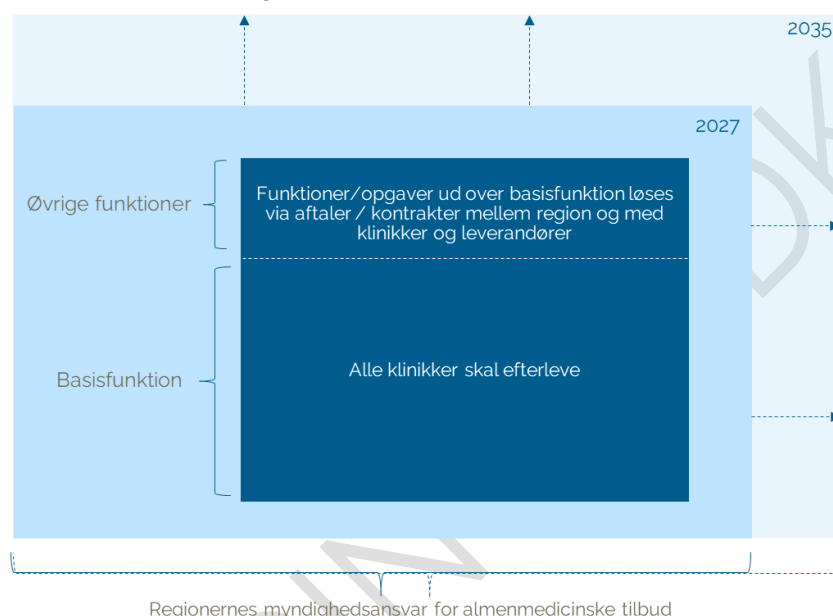 2035
2027
Øvrige funktioner
Funktioner/opgaver ud over basisfunktion løses
via aftaler / kontrakter mellem region og med
klinikker og leverandører
Basisfunktion
Alle klinikker skal efterleve
Regionernes myndighedsansvar for almenmedicinske tilbud